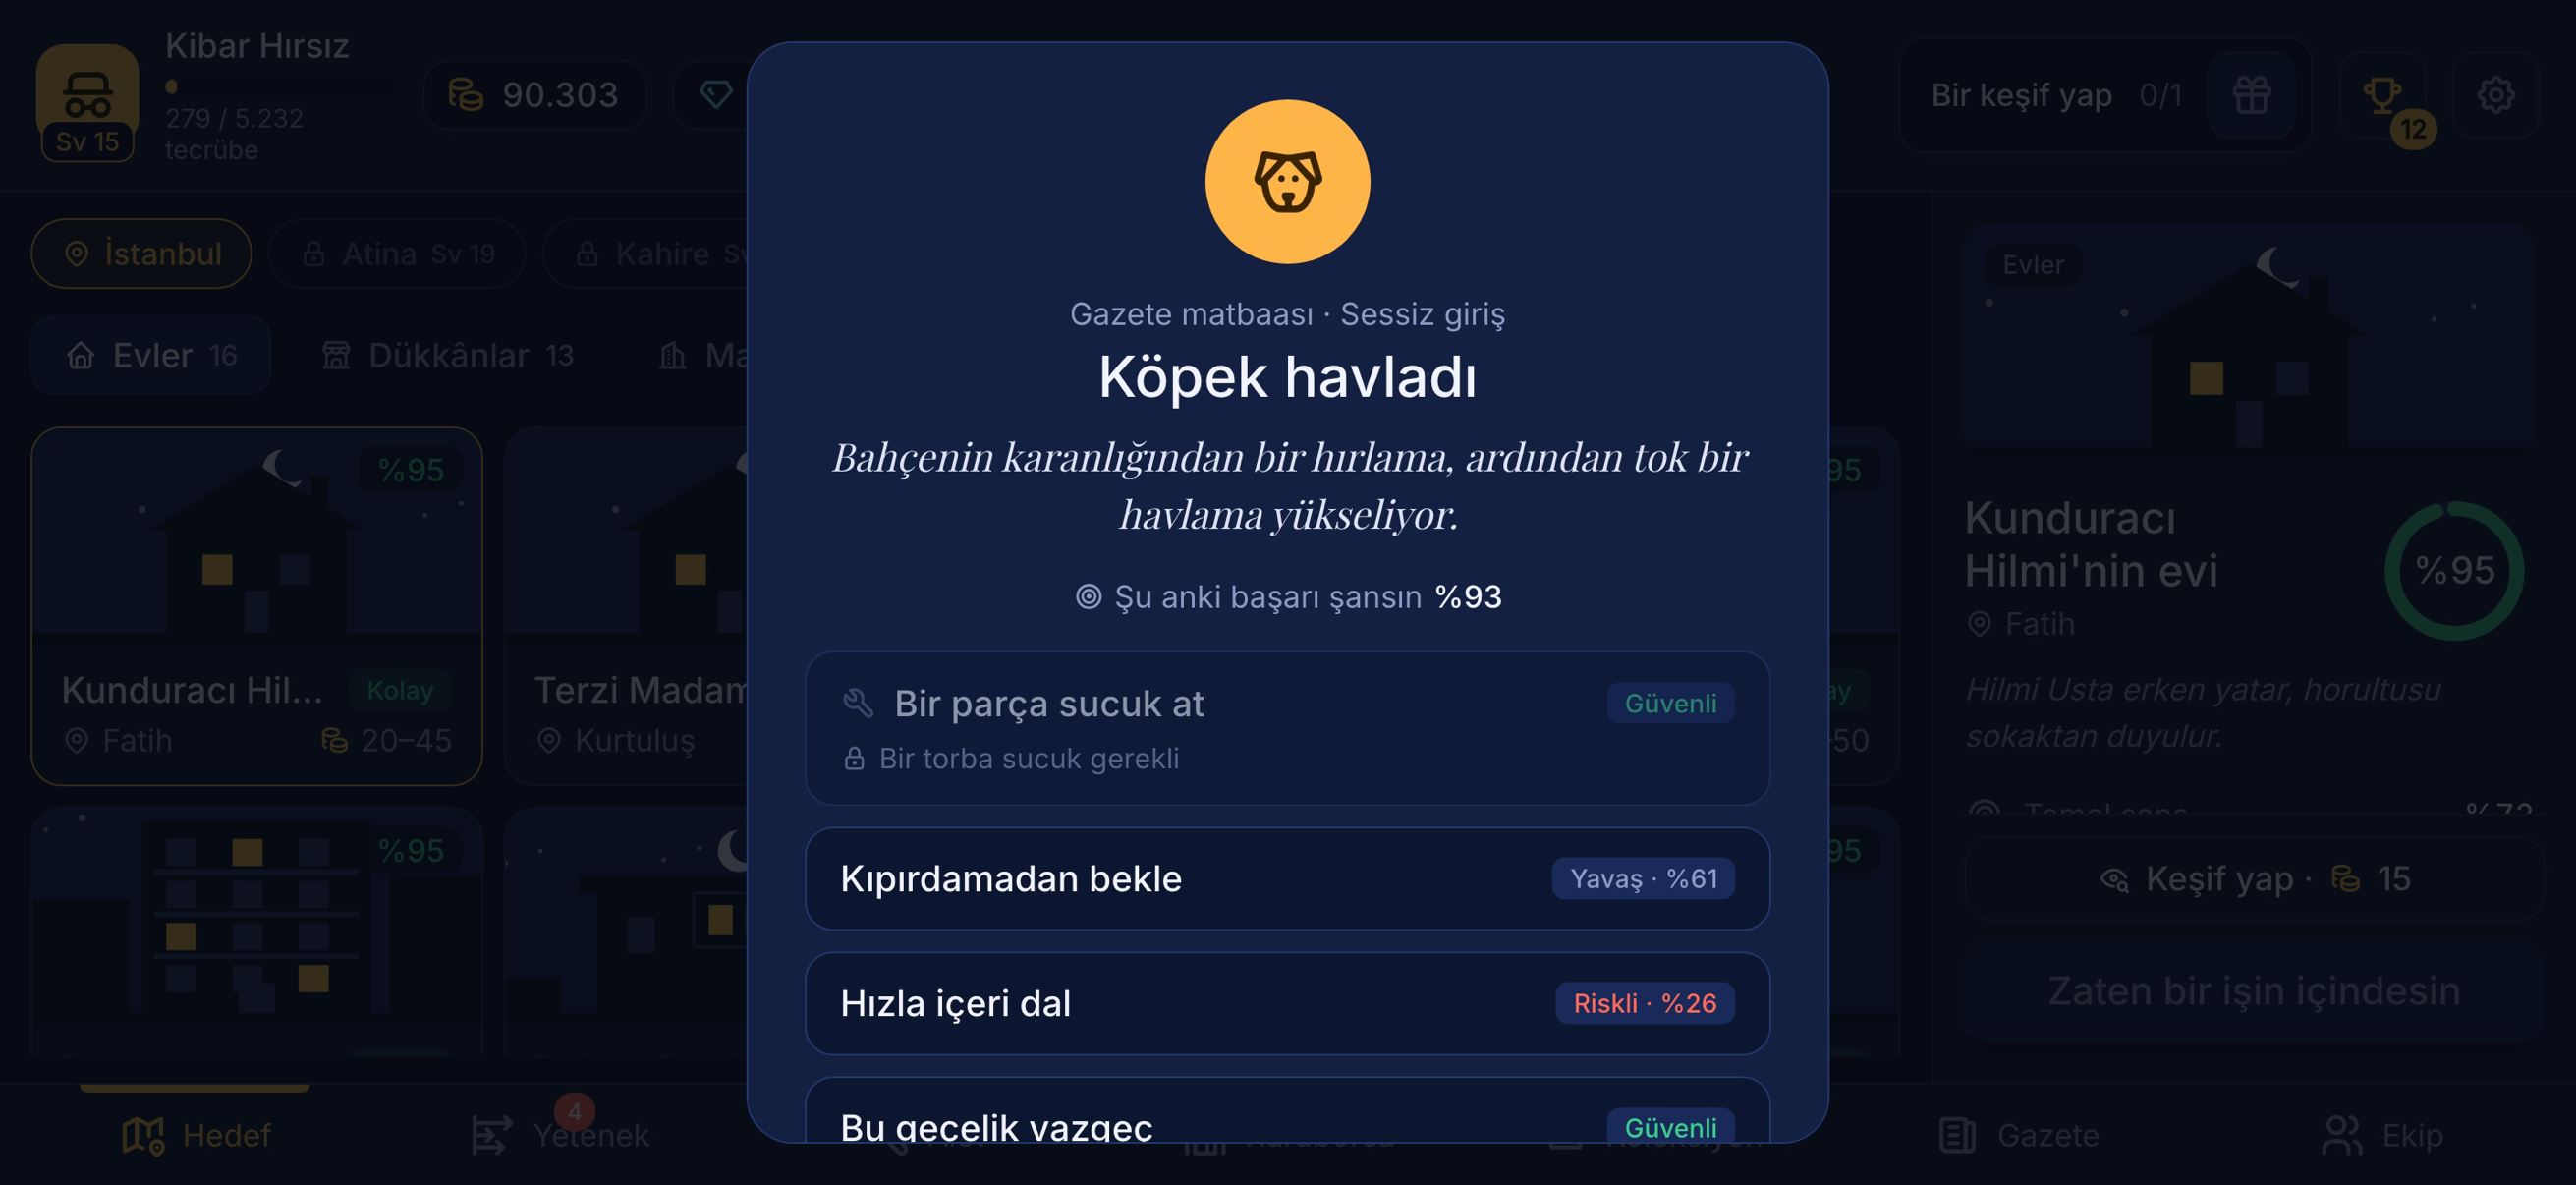 Kibar Hırsız
279 / 5.232
tecrübe
Sv 15
90.303
Bir keşif yap 0/1
12
İstanbul
Atina Sv 19
Kahire
Evler 16
Dükkânlar 13
%95
Kunduracı Hil... Kolay
Fatih 20–45
Terzi Madam
Kurtuluş
%95
Gazete matbaası · Sessiz giriş
Köpek havladı
Bahçenin karanlığından bir hırlama, ardından tok bir
havlama yükseliyor.
Şu anki başarı şansın %93
Bir parça sucuk at Güvenli
Bir torba sucuk gerekli
Kıpırdamadan bekle Yavaş · %61
Hızla içeri dal Riskli · %26
Bu gecelik vazgeç Güvenli
Evler
Kunduracı
Hilmi'nin evi
%95
Fatih
Hilmi Usta erken yatar, horultusu
sokaktan duyulur.
Keşif yap · 15
Zaten bir işin içindesin
Hedef
4
Yetenek
Gazete
Ekip